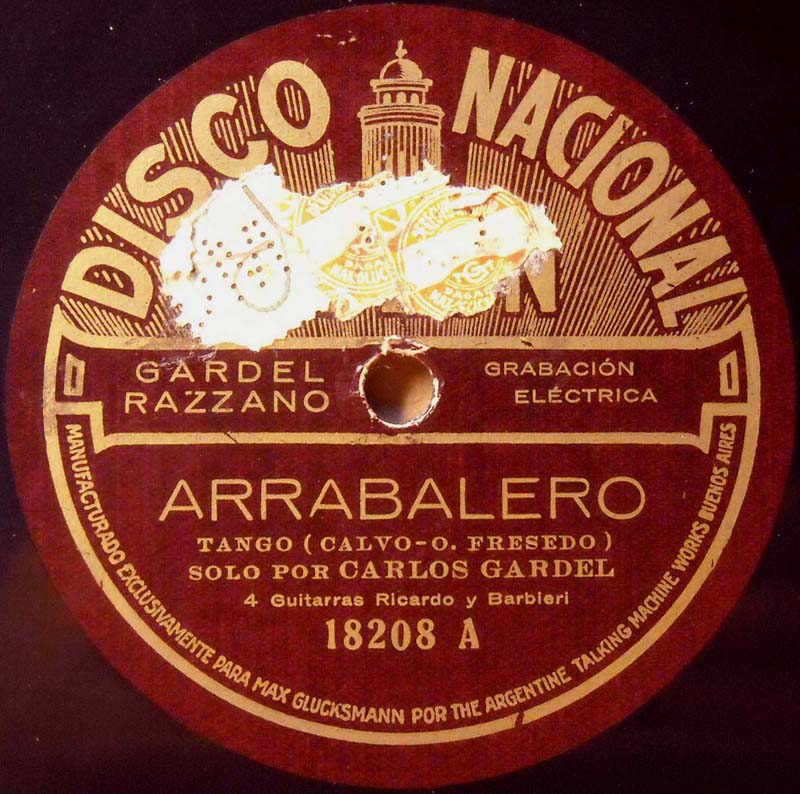 DISCO NACIONAL
GARDEL
RAZZANO
GRABACIÓN
ELÉCTRICA
ARRABALERO
TANGO (CALVO-O. FRESEDO)
SOLO POR CARLOS GARDEL
4 Guitarras Ricardo y Barbieri
18208 A
MANUFACTURADO EXCLUSIVAMENTE PARA MAX GLUCKSMANN POR THE ARGENTINE TALKING MACHINE WORKS BUENOS AIRES